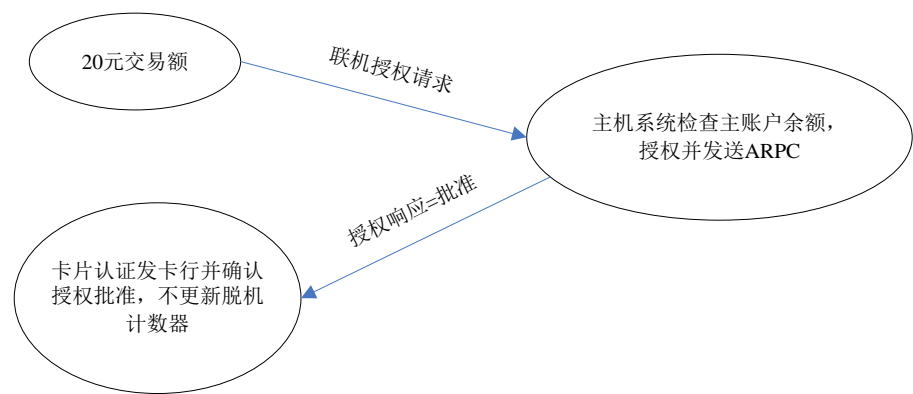 20元交易额
联机授权请求
主机系统检查主账户余额，
授权并发送ARPC
授权响应=批准
卡片认证发卡行并确认
授权批准，不更新脱机
计数器